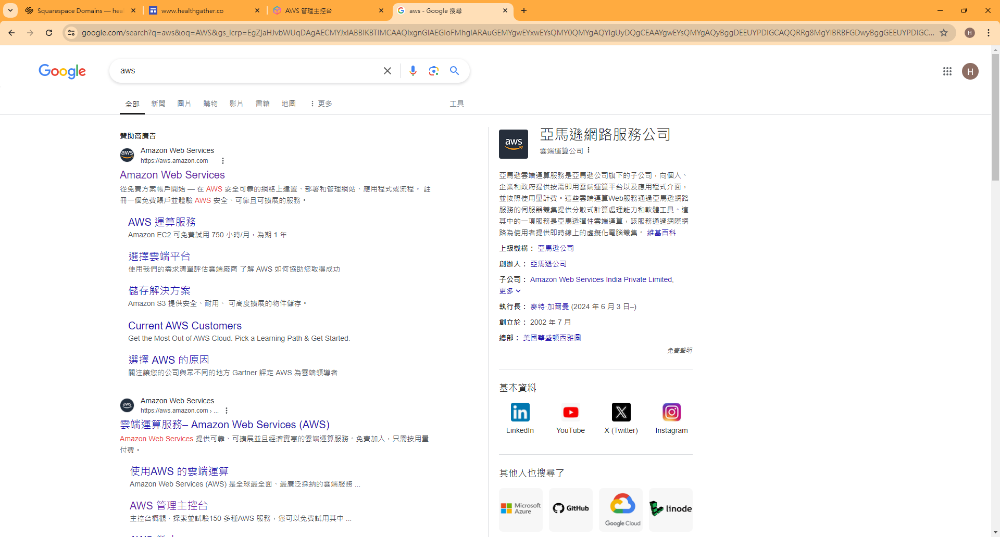 Squarespace Domains — hea
www.healthgather.co
AWS 管理主控台
aws - Google 搜尋
google.com/search?q=aws&oq=AWS&gs_lcrp=EgZjaHJvbWUqDAgAECMYJxiABBiKBTIMCAAQIxgnGIAEGIoFMhgIARAuGEMYgwEYxwEYsQMY0QMYgAQYigUyDQgCEAAYgwEYsQMYgAQyBggDEEUYPDIGCAQQRRg8MgYIBRBFGDwyBggGEEUYPDIGC...
H
Google
aws
H
全部
新聞
圖片
購物
影片
書籍
地圖
更多
工具
贊助商廣告
aws
Amazon Web Services
https://aws.amazon.com
Amazon Web Services
從免費方案帳戶開始 — 在 AWS 安全可靠的網絡上建置、部署和管理網站、應用程式或流程。 註
冊一個免費賬戶並體驗 AWS 安全、可靠且可擴展的服務。
AWS 運算服務
Amazon EC2 可免費試用 750 小時/月，為期 1 年
選擇雲端平台
使用我們的需求清單評估雲端廠商 了解 AWS 如何協助您取得成功
儲存解決方案
Amazon S3 提供安全、耐用、 可高度擴展的物件儲存。
Current AWS Customers
Get the Most Out of AWS Cloud. Pick a Learning Path & Get Started.
選擇 AWS 的原因
關注讓您的公司與眾不同的地方 Gartner 評定 AWS 為雲端領導者
aws
Amazon Web Services
https://aws.amazon.com › ...
雲端運算服務– Amazon Web Services (AWS)
Amazon Web Services 提供可靠、可擴展並且經濟實惠的雲端運算服務。免費加入，只需按用量
付費。
使用AWS 的雲端運算
Amazon Web Services (AWS) 是全球最全面、最廣泛採納的雲端服務 ...
AWS 管理主控台
主控台概觀 · 探索並試驗150 多種AWS 服務，您可以免費試用其中 ...
aws
亞馬遜網路服務公司
雲端運算公司
亞馬遜雲端運算服務是亞馬遜公司旗下的子公司，向個人、
企業和政府提供按需即用雲端運算平台以及應用程式介面，
並按照使用量計費。這些雲端運算Web服務通過亞馬遜網路
服務的伺服器叢集提供分散式計算處理能力和軟體工具。這
其中的一項服務是亞馬遜彈性雲端運算，該服務通過網際網
路為使用者提供即時線上的虛擬化電腦叢集。 維基百科
上級機構： 亞馬遜公司
創辦人： 亞馬遜公司
子公司： Amazon Web Services India Private Limited,
更多
執行長： 麥特·加爾曼 (2024 年 6 月 3 日–)
創立於： 2002 年 7 月
總部： 美國華盛頓西雅圖
免責聲明
基本資料
LinkedIn
YouTube
X (Twitter)
Instagram
其他人也搜尋了
Microsoft Azure
GitHub
Google Cloud
linode